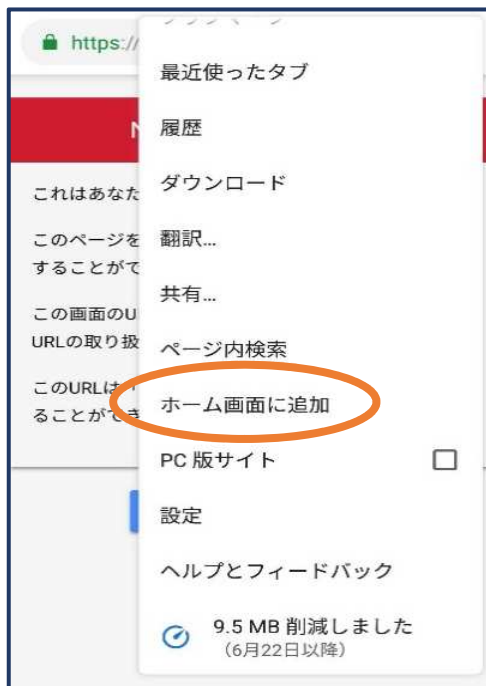 https://
最近使ったタブ
履歴
ダウンロード
これはあなた
翻訳...
このページを
することがで
共有...
この画面のU
URLの取り扱
ページ内検索
このURLは
ホーム画面に追加
ることができ
PC 版サイト
設定
ヘルプとフィードバック
9.5 MB 削減しました
(6月22日以降)